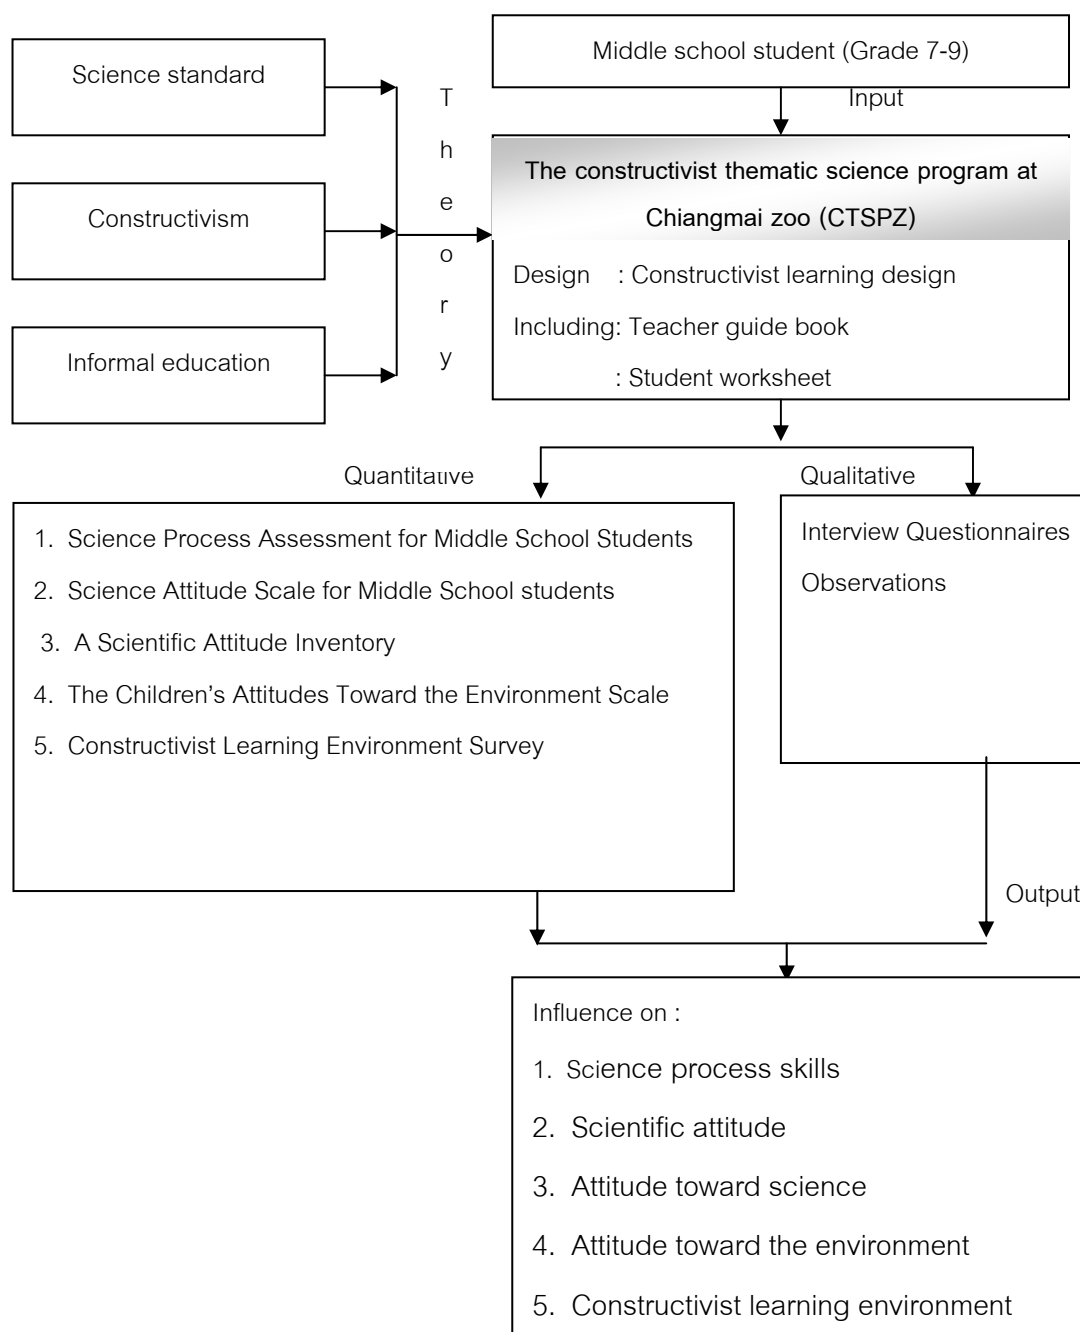 Middle school student (Grade 7-9)
Science standard
Input
Theory
The constructivist thematic science program at
Chiangmai zoo (CTSPZ)
Constructivism
Design : Constructivist learning design
Including: Teacher guide book
: Student worksheet
Informal education
Quantitative
Qualitative
1. Science Process Assessment for Middle School Students
2. Science Attitude Scale for Middle School students
3. A Scientific Attitude Inventory
4. The Children's Attitudes Toward the Environment Scale
5. Constructivist Learning Environment Survey
Interview Questionnaires
Observations
Output
Influence on :
1. Science process skills
2. Scientific attitude
3. Attitude toward science
4. Attitude toward the environment
5. Constructivist learning environment